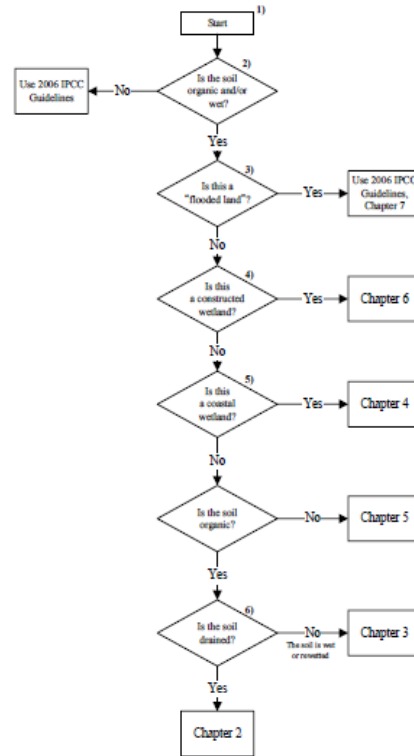 1)
Start
2)
Is the soil
organic and/or
wet?
No
Use 2006 IPCC
Guidelines
Yes
3)
Is this a
"flooded land"?
Yes
Use 2006 IPCC
Guidelines,
Chapter 7
No
4)
Is this
a constructed
wetland?
Yes
Chapter 6
No
5)
Is this
a coastal
wetland?
Yes
Chapter 4
No
Is the soil
organic?
No
Chapter 5
Yes
6)
Is the soil
drained?
No
The soil is wet
or rewetted
Chapter 3
Yes
Chapter 2